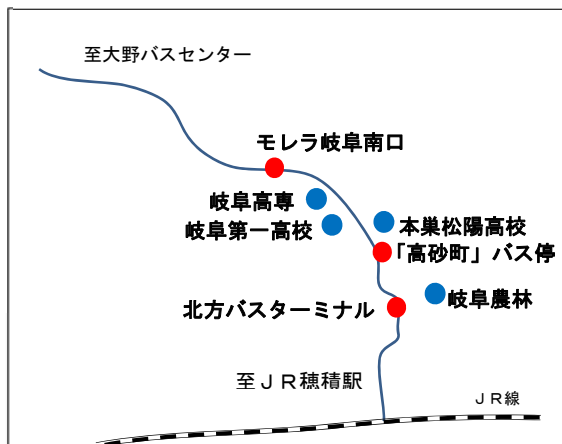 至大野バスセンター
モレラ岐阜南口
岐阜高専
岐阜第一高校
本巣松陽高校
「高砂町」バス停
岐阜農林
北方バスターミナル
至ＪＲ穂積駅
ＪＲ線